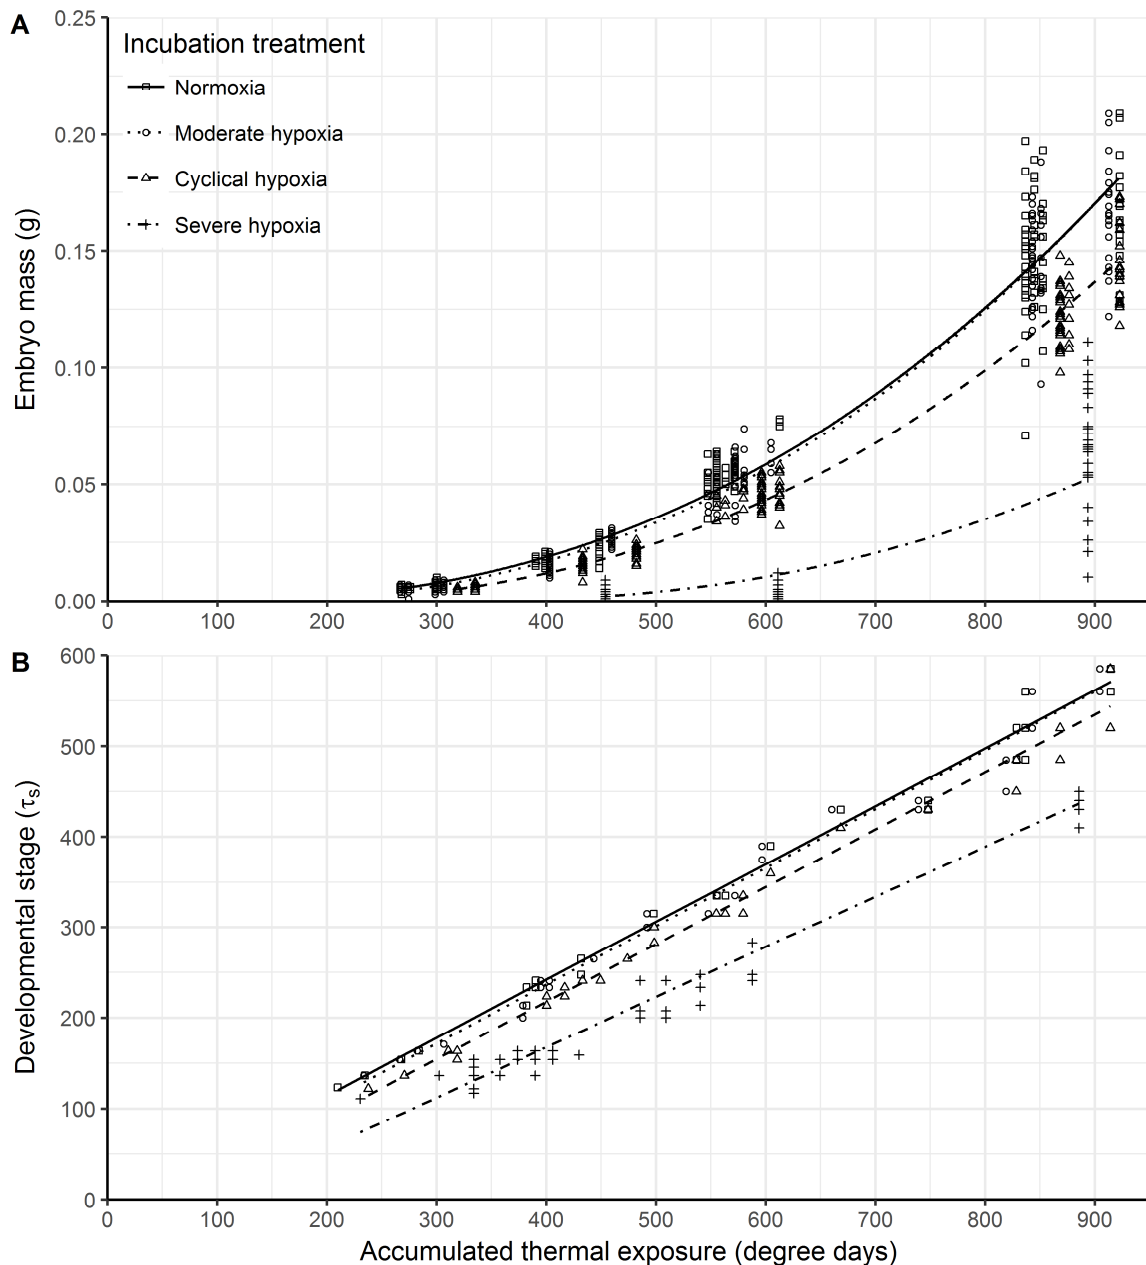 A
Incubation treatment
Normoxia
Moderate hypoxia
Cyclical hypoxia
Severe hypoxia
Embryo mass (g)
0.25
0.20
0.15
0.10
0.05
0.00
0 100 200 300 400 500 600 700 800 900
B
Developmental stage (τs)
600
500
400
300
200
100
0
0 100 200 300 400 500 600 700 800 900
Accumulated thermal exposure (degree days)